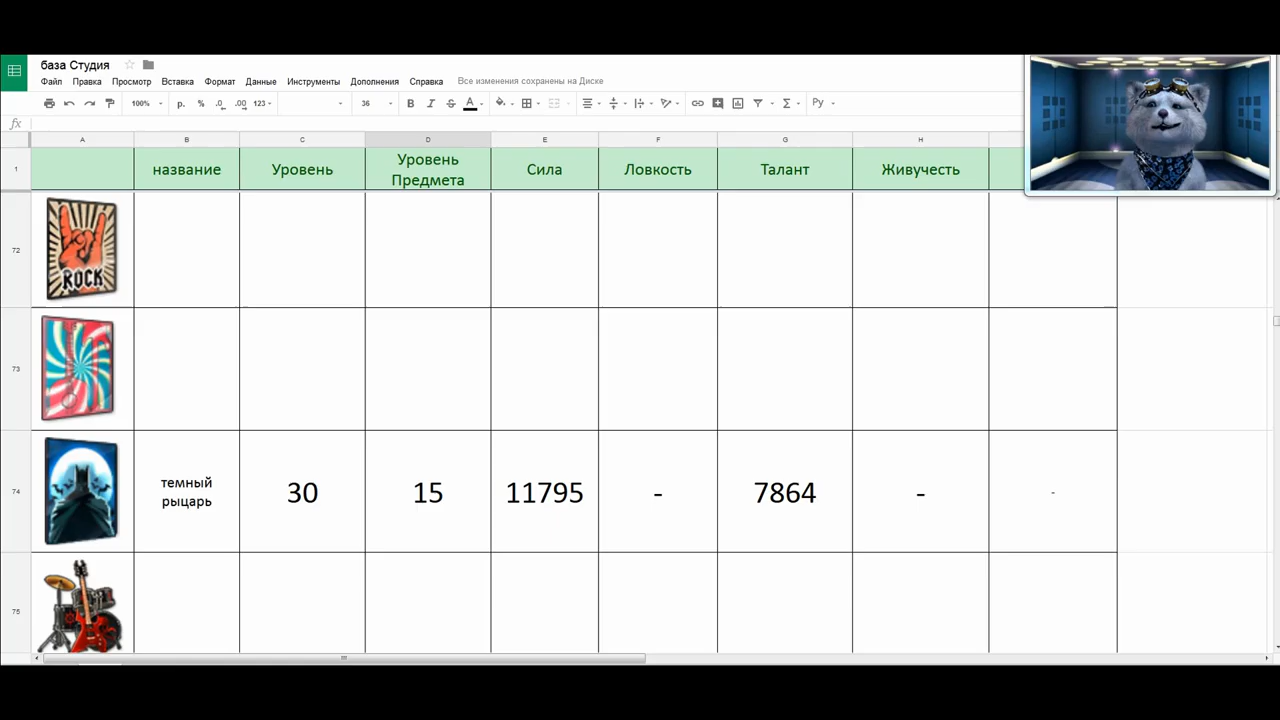 база Студия
Файл Правка Просмотр Вставка Формат Данные Инструменты Дополнения Справка Все изменения сохранены на Диске
100% р. % .0 .00 123 36 B I S A Σ Ру
fx
A B C D E F G H
1 название Уровень Уровень Предмета Сила Ловкость Талант Живучесть
72 ROCK
73
74 темный рыцарь 30 15 11795 - 7864 - -
75